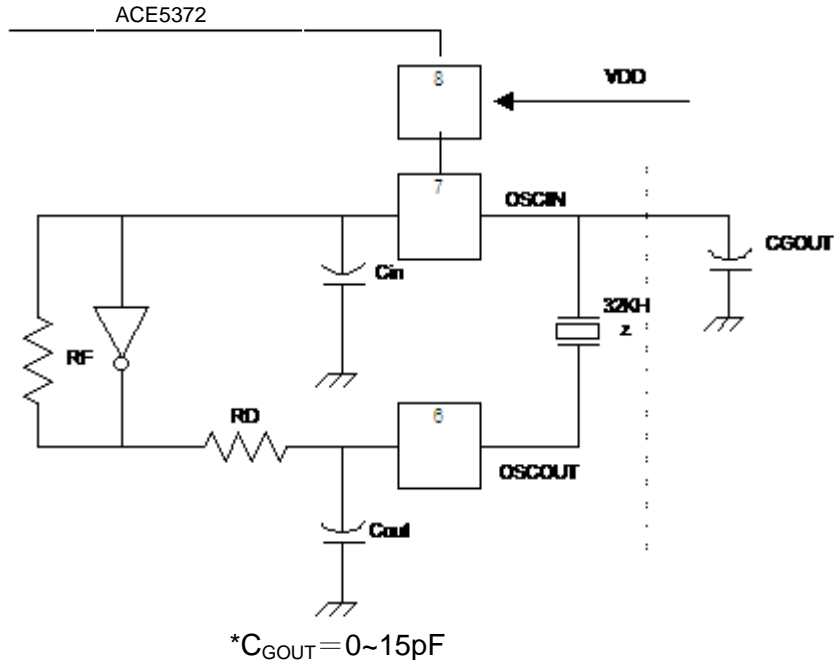 ACE5372
8
VDD
7
OSCIN
CGOUT
Cin
32KH
z
RF
RD
6
OSCOUT
Cout
*CGOUT＝0~15pF